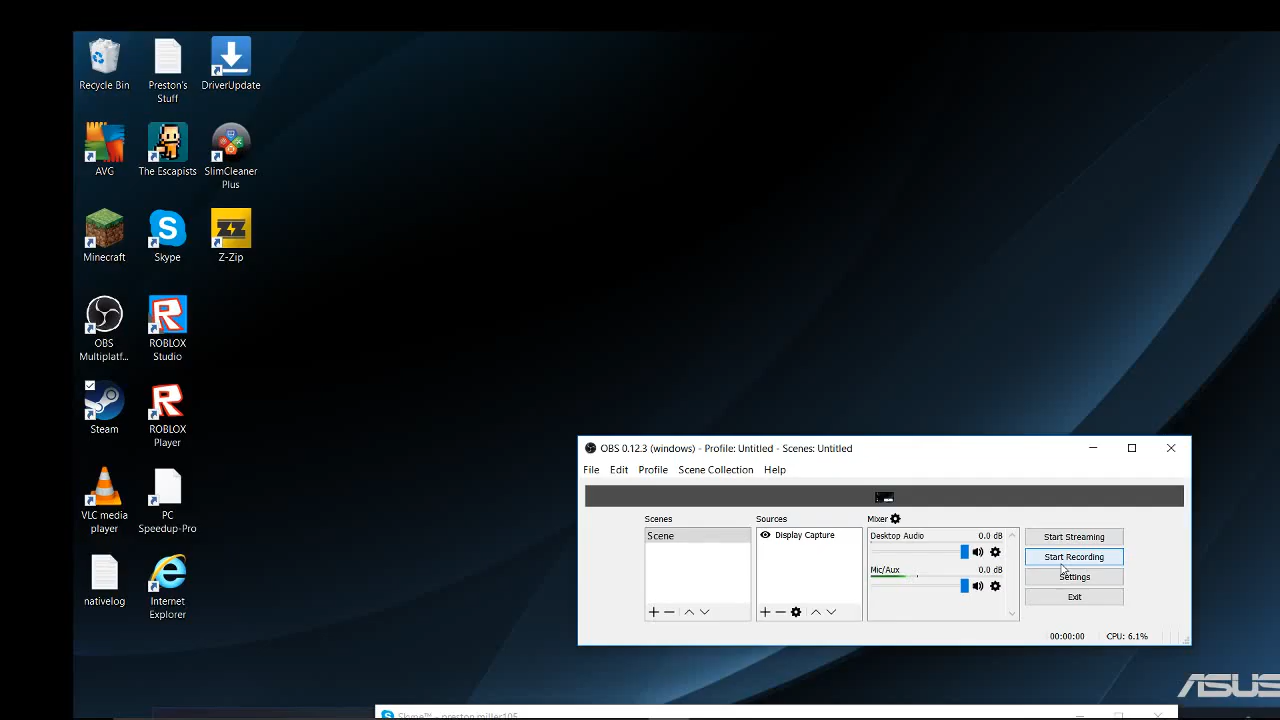 Recycle Bin
Preston's
Stuff
DriverUpdate
AVG
The Escapists
SlimCleaner
Plus
Minecraft
Skype
Z-Zip
OBS
Multiplatf...
ROBLOX
Studio
Steam
ROBLOX
Player
VLC media
player
PC
Speedup-Pro
nativelog
Internet
Explorer
OBS 0.12.3 (windows) - Profile: Untitled - Scenes: Untitled
File Edit Profile Scene Collection Help
Scenes
Sources
Mixer
Scene
Display Capture
Desktop Audio 0.0 dB
Mic/Aux 0.0 dB
Start Streaming
Start Recording
Settings
Exit
00:00:00 CPU: 6.1%
ASUS
Skype™ - preston.miller105